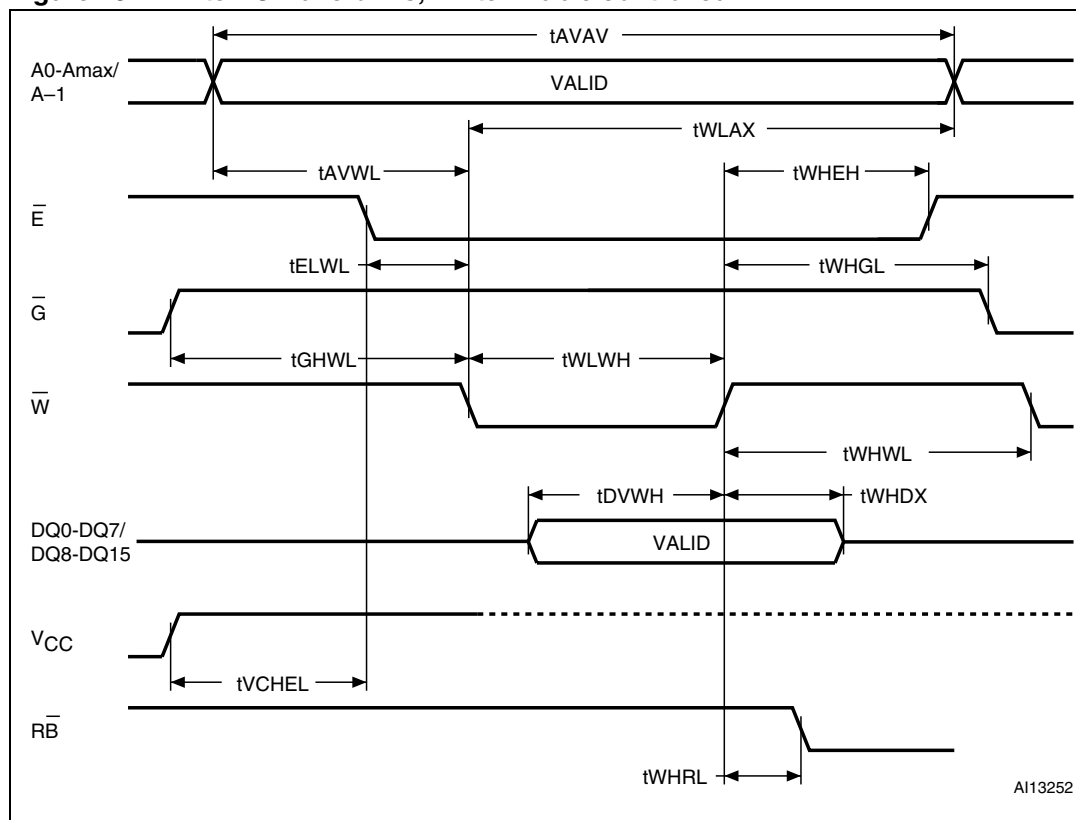 tAVAV
A0-Amax/
A–1
VALID
tWLAX
tAVWL
tWHEH
E̅
tELWL
tWHGL
G̅
tGHWL
tWLWH
W̅
tWHWL
tDVWH
tWHDX
DQ0-DQ7/
DQ8-DQ15
VALID
VCC
tVCHEL
RB̅
tWHRL
AI13252